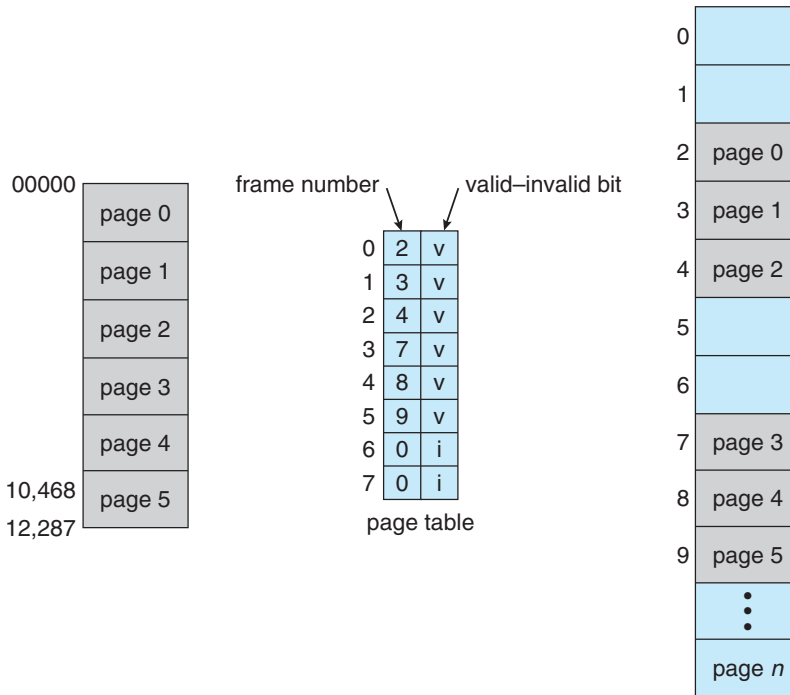 00000
page 0
page 1
page 2
page 3
page 4
10,468
page 5
12,287
frame number
valid–invalid bit
0 2 v
1 3 v
2 4 v
3 7 v
4 8 v
5 9 v
6 0 i
7 0 i
page table
0
1
2 page 0
3 page 1
4 page 2
5
6
7 page 3
8 page 4
9 page 5
page n